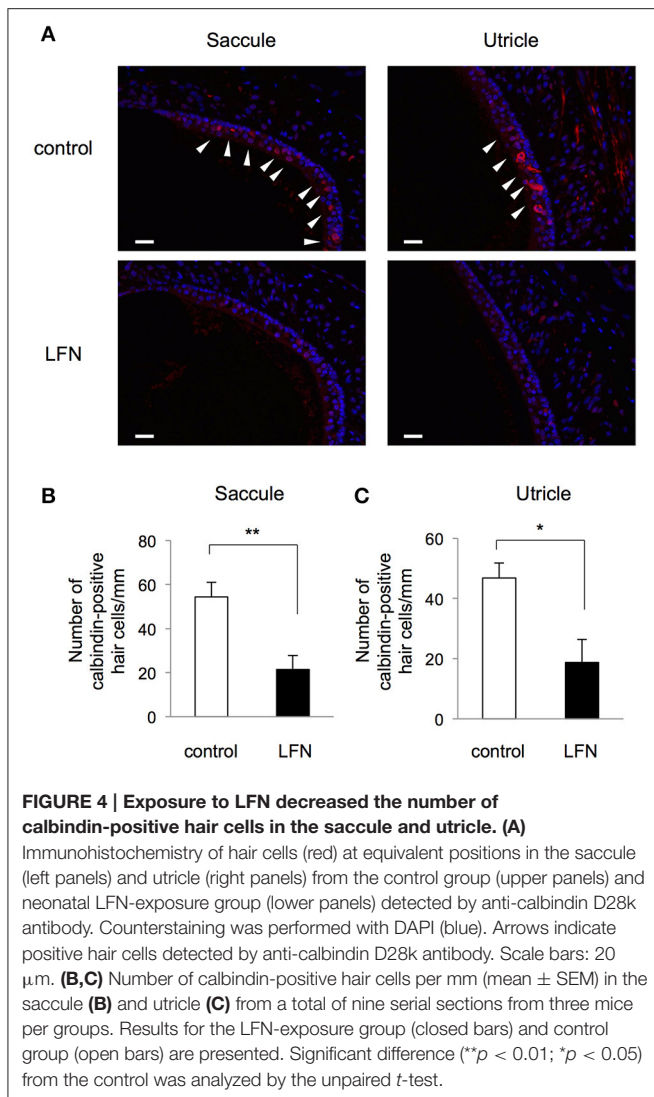 A
Saccule Utricle
control
LFN
B Saccule
**
Number of
calbindin-positive
hair cells/mm
80
60
40
20
0
control LFN
C Utricle
*
Number of
calbindin-positive
hair cells/mm
60
40
20
0
control LFN
FIGURE 4 | Exposure to LFN decreased the number of
calbindin-positive hair cells in the saccule and utricle. (A)
Immunohistochemistry of hair cells (red) at equivalent positions in the saccule
(left panels) and utricle (right panels) from the control group (upper panels) and
neonatal LFN-exposure group (lower panels) detected by anti-calbindin D28k
antibody. Counterstaining was performed with DAPI (blue). Arrows indicate
positive hair cells detected by anti-calbindin D28k antibody. Scale bars: 20
μm. (B,C) Number of calbindin-positive hair cells per mm (mean ± SEM) in the
saccule (B) and utricle (C) from a total of nine serial sections from three mice
per groups. Results for the LFN-exposure group (closed bars) and control
group (open bars) are presented. Significant difference (**p < 0.01; *p < 0.05)
from the control was analyzed by the unpaired t-test.